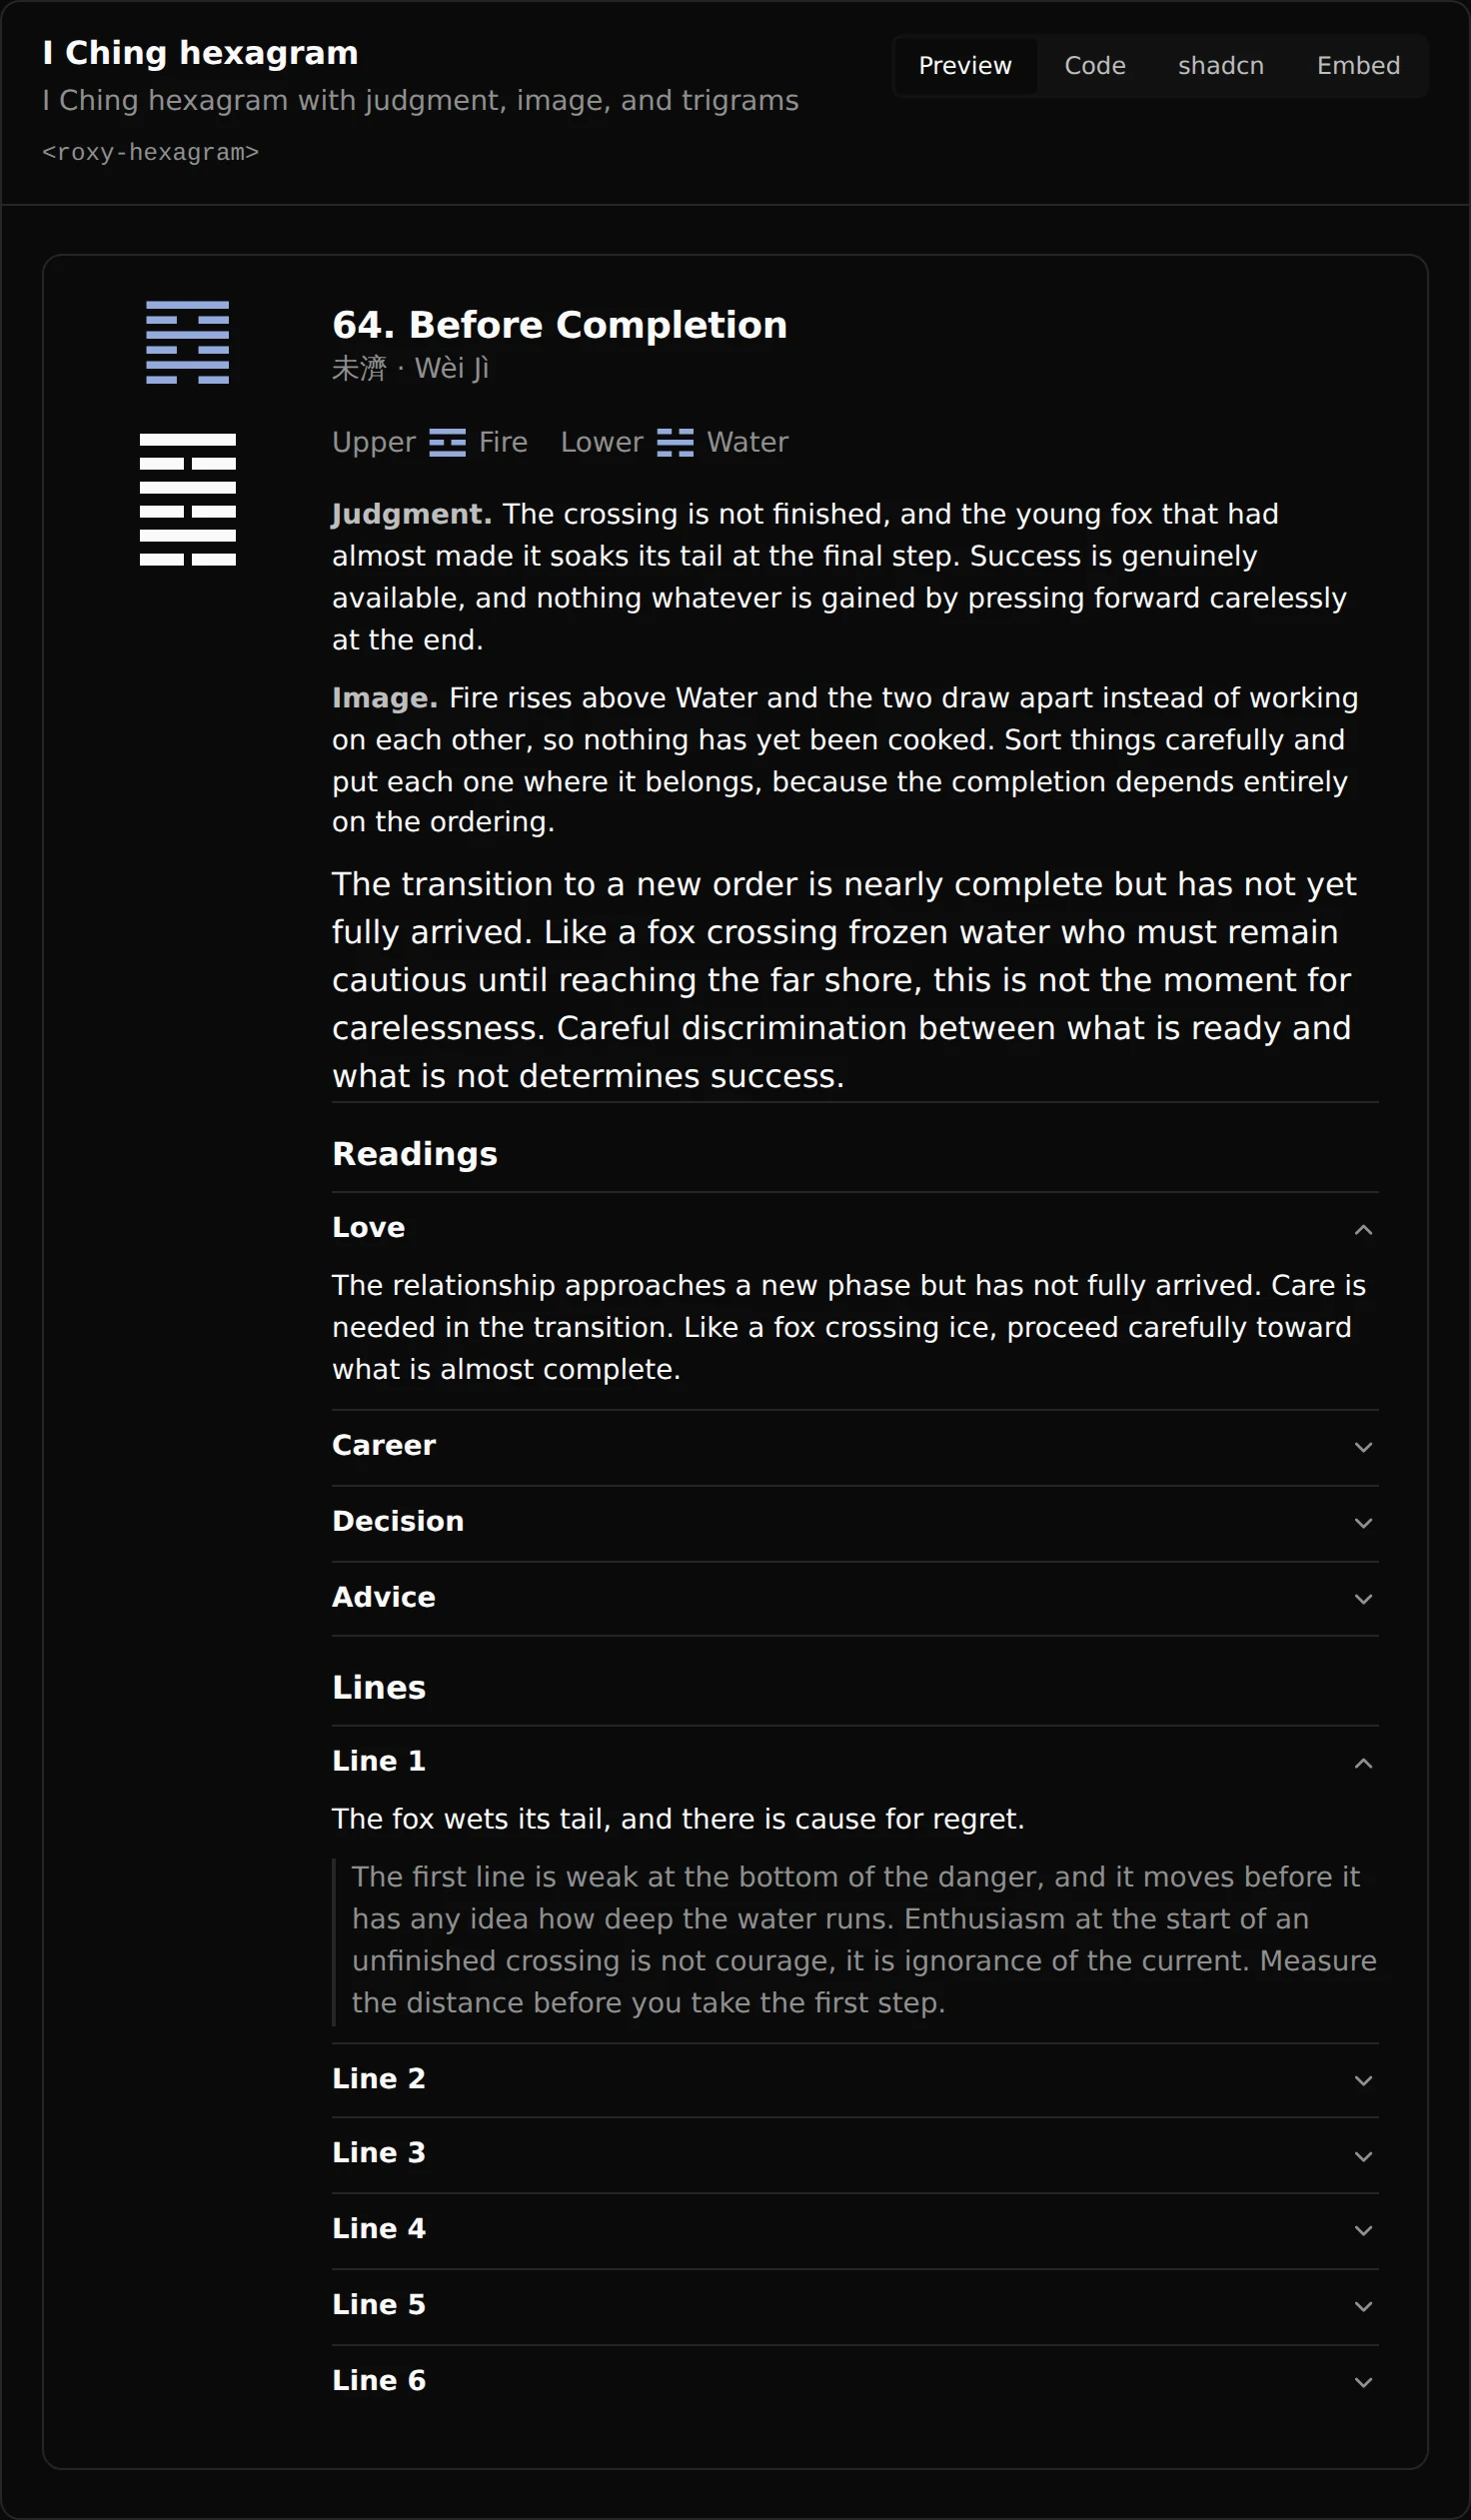 I Ching hexagram
I Ching hexagram with judgment, image, and trigrams
<roxy-hexagram>
Preview Code shadcn Embed
64. Before Completion
未濟 · Wèi Jì
Upper ☲ Fire Lower ☵ Water
Judgment. The crossing is not finished, and the young fox that had
almost made it soaks its tail at the final step. Success is genuinely
available, and nothing whatever is gained by pressing forward carelessly
at the end.
Image. Fire rises above Water and the two draw apart instead of working
on each other, so nothing has yet been cooked. Sort things carefully and
put each one where it belongs, because the completion depends entirely
on the ordering.
The transition to a new order is nearly complete but has not yet
fully arrived. Like a fox crossing frozen water who must remain
cautious until reaching the far shore, this is not the moment for
carelessness. Careful discrimination between what is ready and
what is not determines success.
Readings
Love
The relationship approaches a new phase but has not fully arrived. Care is
needed in the transition. Like a fox crossing ice, proceed carefully toward
what is almost complete.
Career
Decision
Advice
Lines
Line 1
The fox wets its tail, and there is cause for regret.
The first line is weak at the bottom of the danger, and it moves before it
has any idea how deep the water runs. Enthusiasm at the start of an
unfinished crossing is not courage, it is ignorance of the current. Measure
the distance before you take the first step.
Line 2
Line 3
Line 4
Line 5
Line 6